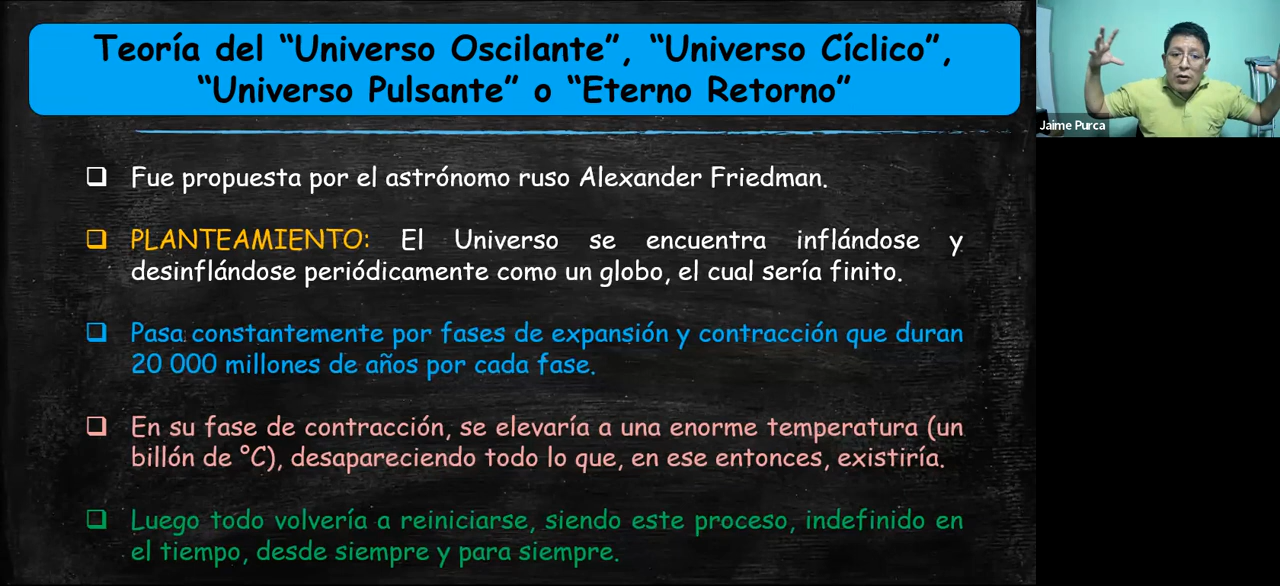 Teoría del “Universo Oscilante”, “Universo Cíclico”,
“Universo Pulsante” o “Eterno Retorno”
Jaime Purca
Fue propuesta por el astrónomo ruso Alexander Friedman.
PLANTEAMIENTO: El Universo se encuentra inflándose y
desinflándose periódicamente como un globo, el cual sería finito.
Pasa constantemente por fases de expansión y contracción que duran
20 000 millones de años por cada fase.
En su fase de contracción, se elevaría a una enorme temperatura (un
billón de °C), desapareciendo todo lo que, en ese entonces, existiría.
Luego todo volvería a reiniciarse, siendo este proceso, indefinido en
el tiempo, desde siempre y para siempre.